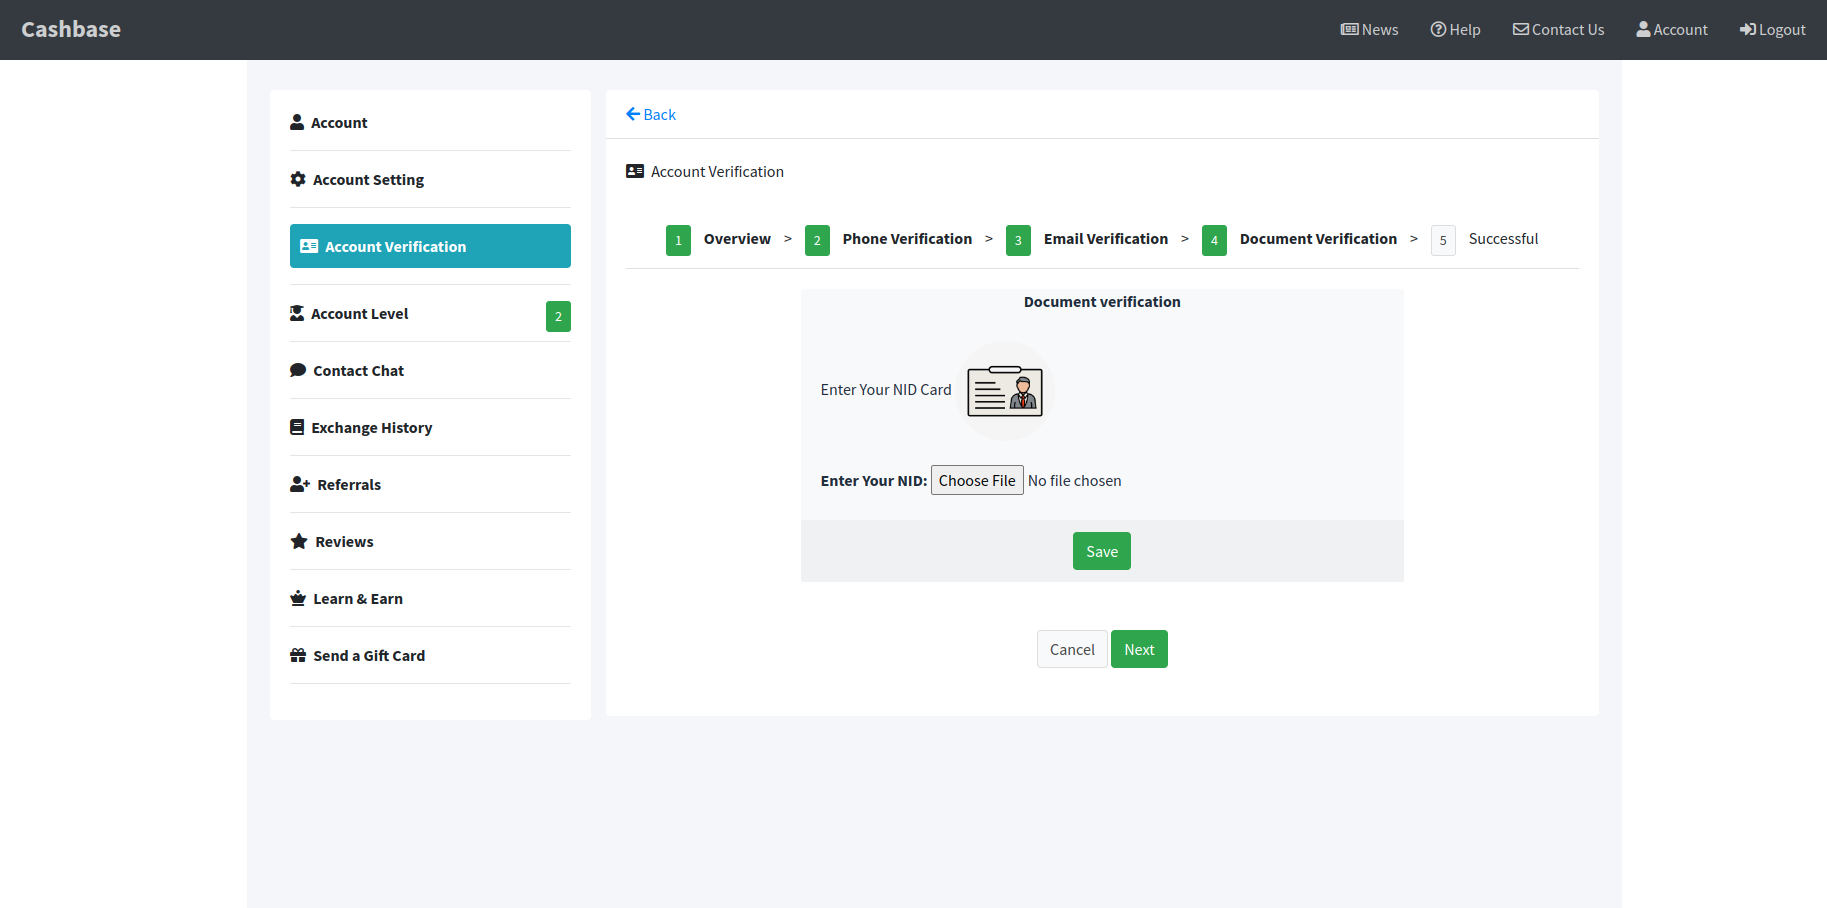 Cashbase
News
Help
Contact Us
Account
Logout
Account
Account Setting
Account Verification
Account Level 2
Contact Chat
Exchange History
Referrals
Reviews
Learn & Earn
Send a Gift Card
Back
Account Verification
1 Overview > 2 Phone Verification > 3 Email Verification > 4 Document Verification > 5 Successful
Document verification
Enter Your NID Card
Enter Your NID: Choose File No file chosen
Save
Cancel Next